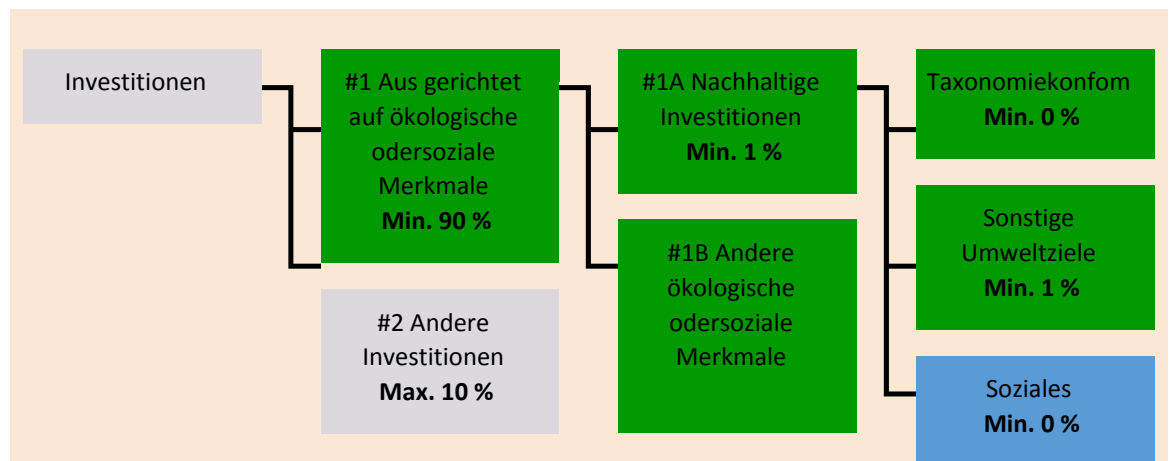 Investitionen
#1 Aus gerichtet
auf ökologische
odersoziale
Merkmale
Min. 90 %
#2 Andere
Investitionen
Max. 10 %
#1A Nachhaltige
Investitionen
Min. 1 %
#1B Andere
ökologische
odersoziale
Merkmale
Taxonomiekonfom
Min. 0 %
Sonstige
Umweltziele
Min. 1 %
Soziales
Min. 0 %